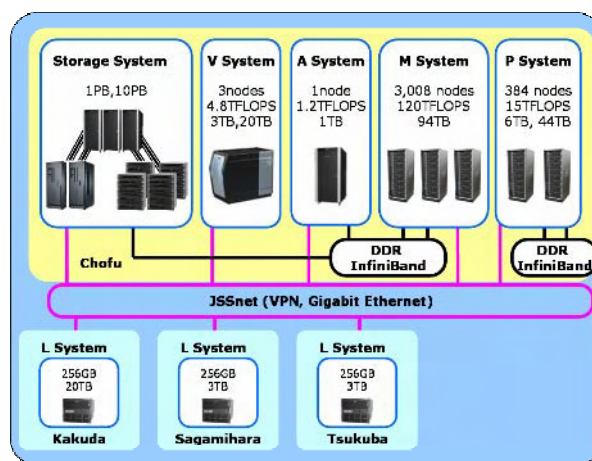 Storage System
1PB,10PB
V System
3nodes
4.8TFLOPS
3TB,20TB
A System
1node
1.2TFLOPS
1TB
M System
3,008 nodes
120TFLOPS
94TB
P System
384 nodes
15TFLOPS
6TB, 44TB
DDR
InfiniBand
DDR
InfiniBand
Chofu
JSSnet (VPN, Gigabit Ethernet)
L System
256GB
20TB
Kakuda
L System
256GB
3TB
Sagamihara
L System
256GB
3TB
Tsukuba